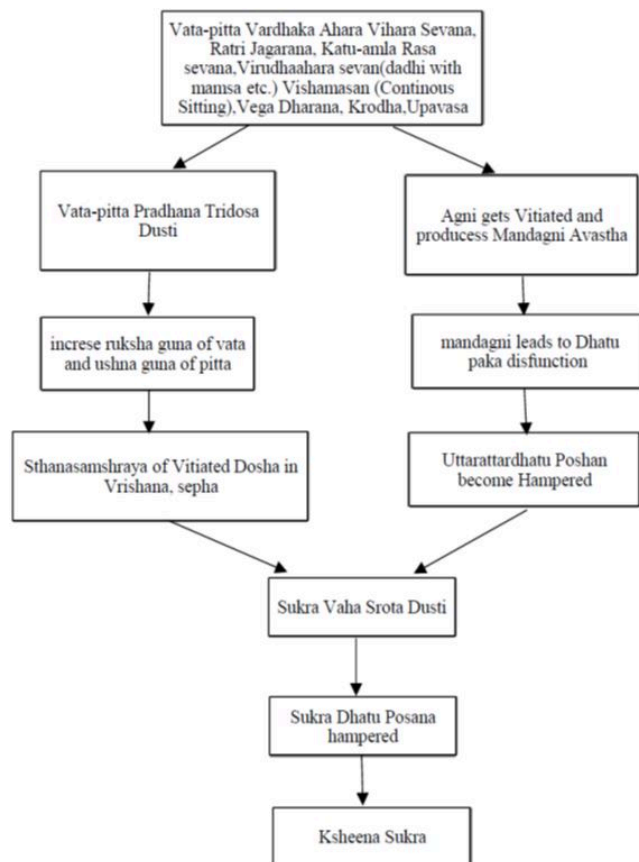 Vata-pitta Vardhaka Ahara Vihara Sevana,
Ratri Jagarana, Katu-amla Rasa
sevana,Virudhaahara sevan(dadhi with
mamsa etc.) Vishamasan (Continous
Sitting),Vega Dharana, Krodha,Upavasa
Vata-pitta Pradhana Tridosa
Dusti
Agni gets Vitiated and
producess Mandagni Avastha
increse ruksha guna of vata
and ushna guna of pitta
mandagni leads to Dhatu
paka disfunction
Sthanasamshraya of Vitiated Dosha in
Vrishana, sepha
Uttarattardhatu Poshan
become Hampered
Sukra Vaha Srota Dusti
Sukra Dhatu Posana
hampered
Ksheena Sukra